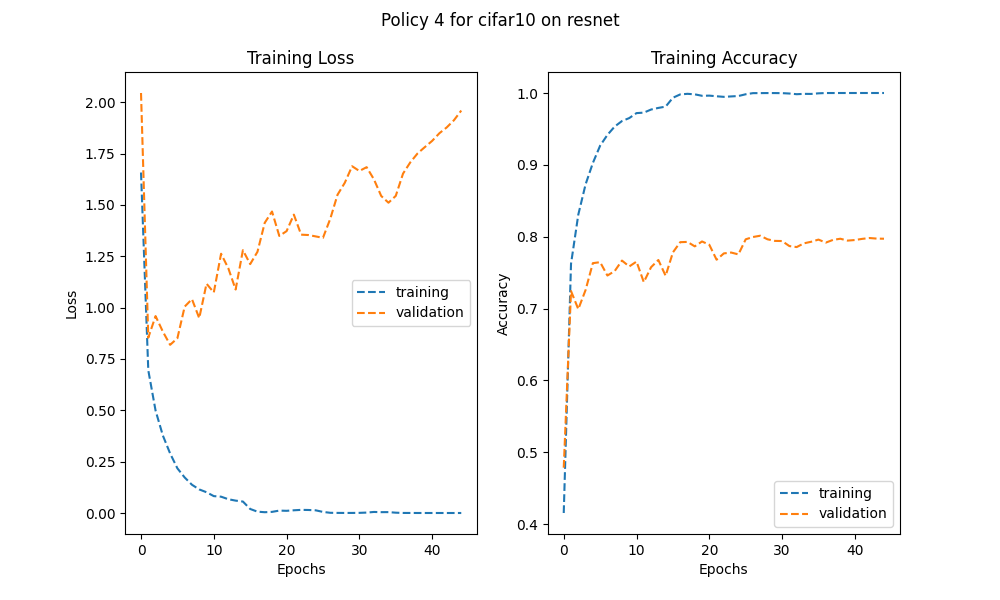 Policy 4 for cifar10 on resnet
Training Loss
2.00
1.75
1.50
1.25
1.00
0.75
0.50
0.25
0.00
Loss
training
validation
0 10 20 30 40
Epochs
Training Accuracy
1.0
0.9
0.8
0.7
0.6
0.5
0.4
Accuracy
training
validation
0 10 20 30 40
Epochs